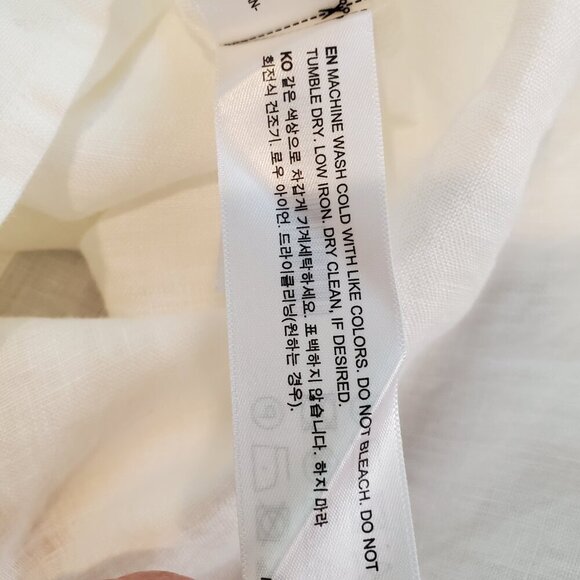 EN MACHINE WASH COLD WITH LIKE COLORS. DO NOT BLEACH. DO NOT
TUMBLE DRY. LOW IRON. DRY CLEAN, IF DESIRED.
KO 같은 색상으로 차갑게 기계세탁하세요. 표백하지 않습니다. 하지 마라
회전식 건조기. 로우 아이언. 드라이클리닝(원하는 경우).